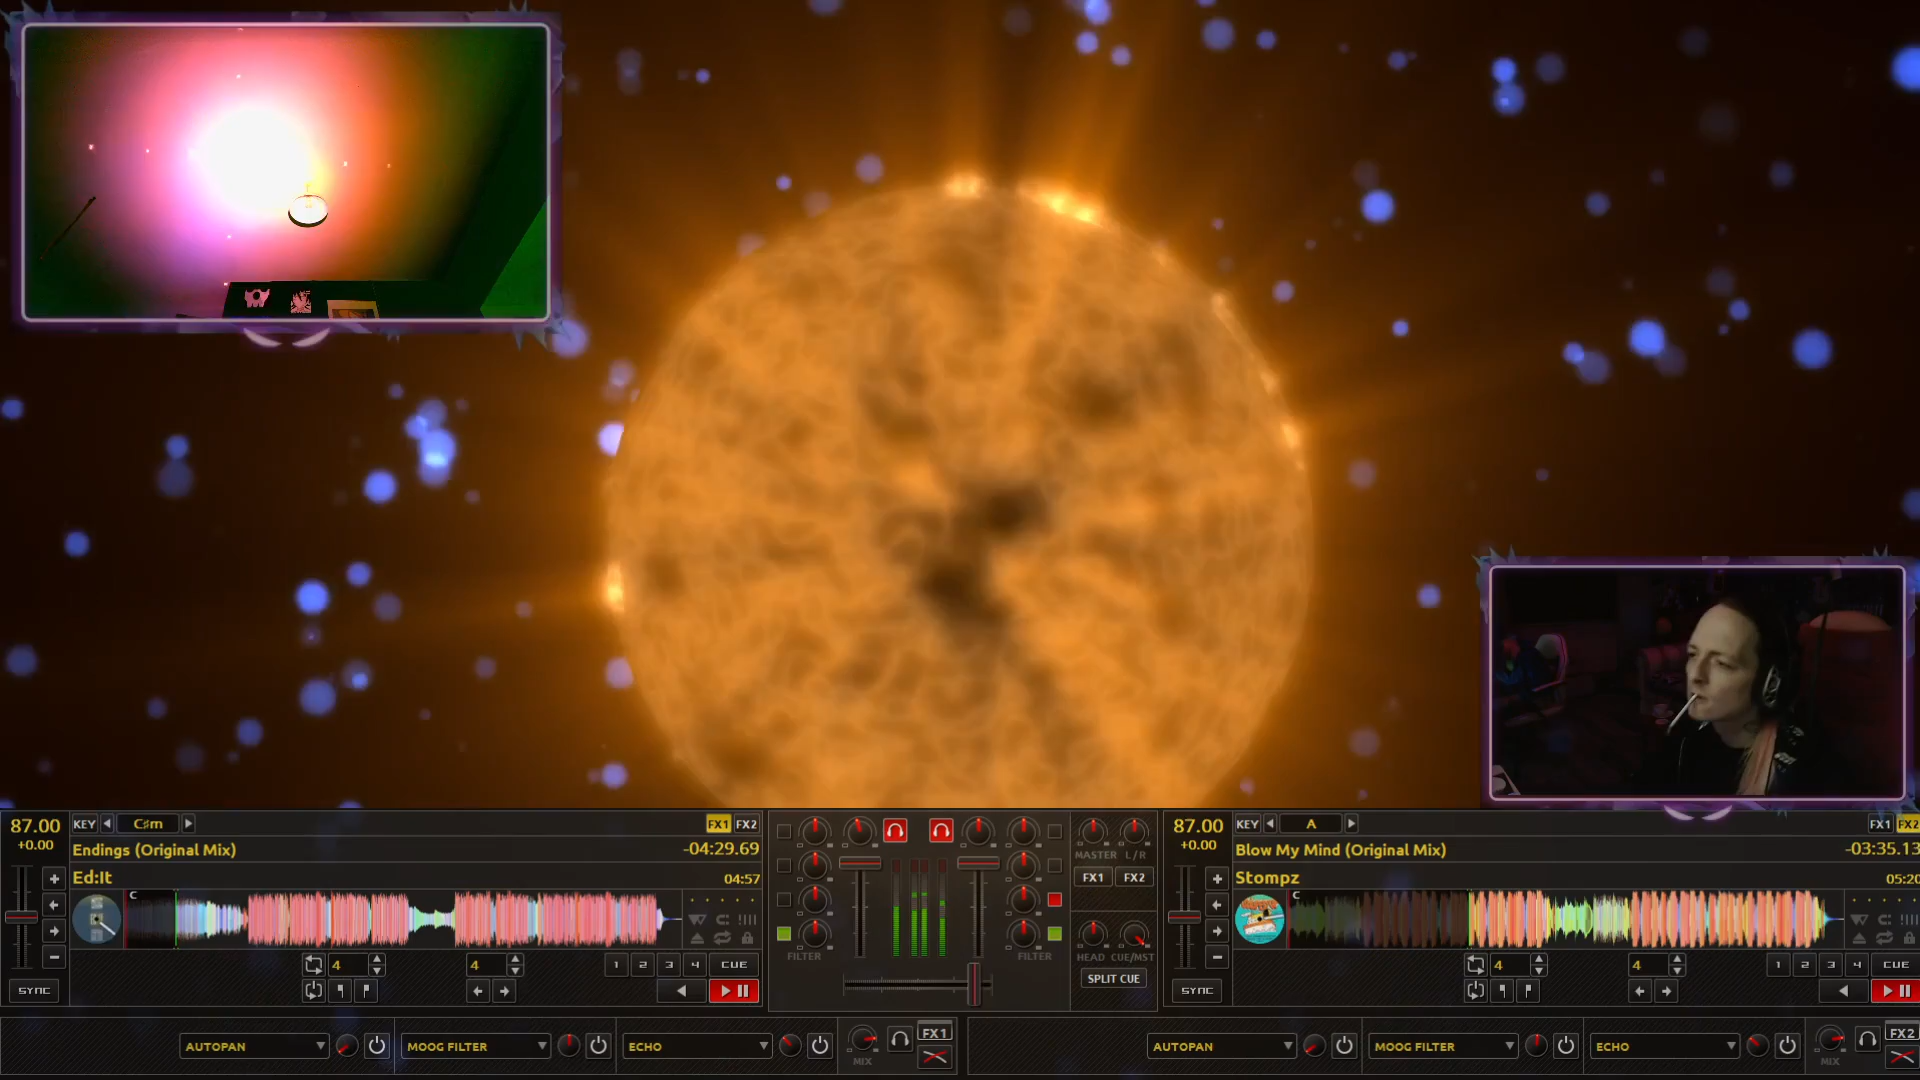 87.00
+0.00
KEY C♯m FX1 FX2
Endings (Original Mix) -04:29.69
Ed:It 04:57
C
4 4 1 2 3 4 CUE
SYNC
FILTER FILTER
MASTER L/R
FX1 FX2
HEAD CUE/MST
SPLIT CUE
87.00
+0.00
KEY A FX1 FX2
Blow My Mind (Original Mix) -03:35.13
Stompz 05:20
C
4 4 1 2 3 4 CUE
SYNC
AUTOPAN MOOG FILTER ECHO MIX FX1
AUTOPAN MOOG FILTER ECHO MIX FX2